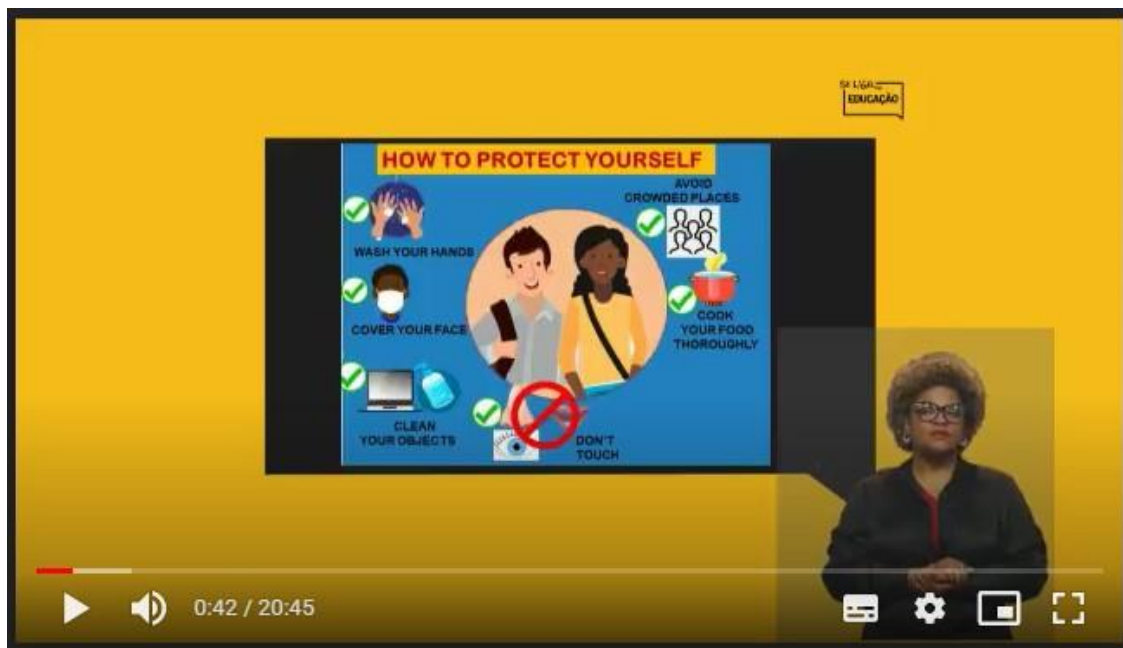 SE LIGA
EDUCAÇÃO
HOW TO PROTECT YOURSELF
WASH YOUR HANDS
COVER YOUR FACE
CLEAN
YOUR OBJECTS
DON'T
TOUCH
AVOID
CROWDED PLACES
COOK
YOUR FOOD
THOROUGHLY
0:42 / 20:45